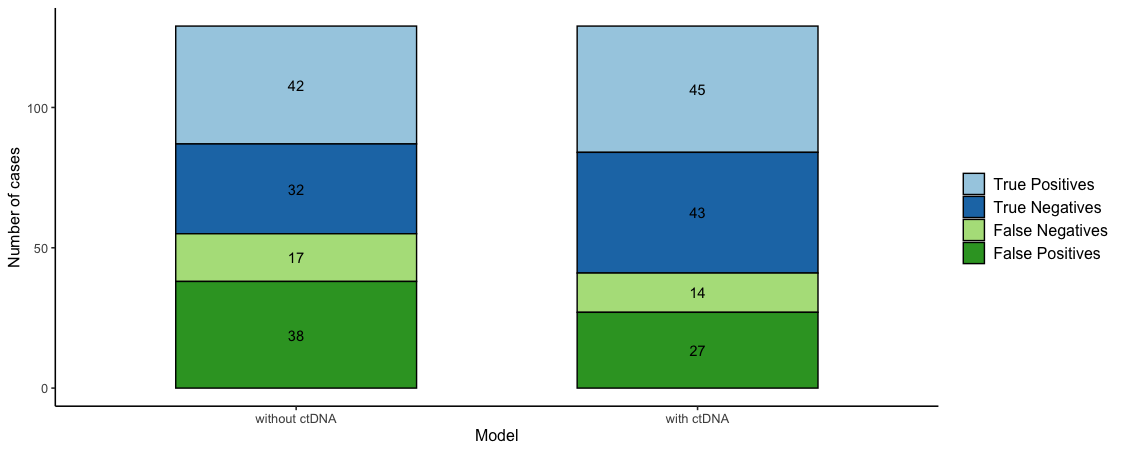 Number of cases
100
50
0
42
32
17
38
45
43
14
27
without ctDNA
with ctDNA
Model
True Positives
True Negatives
False Negatives
False Positives